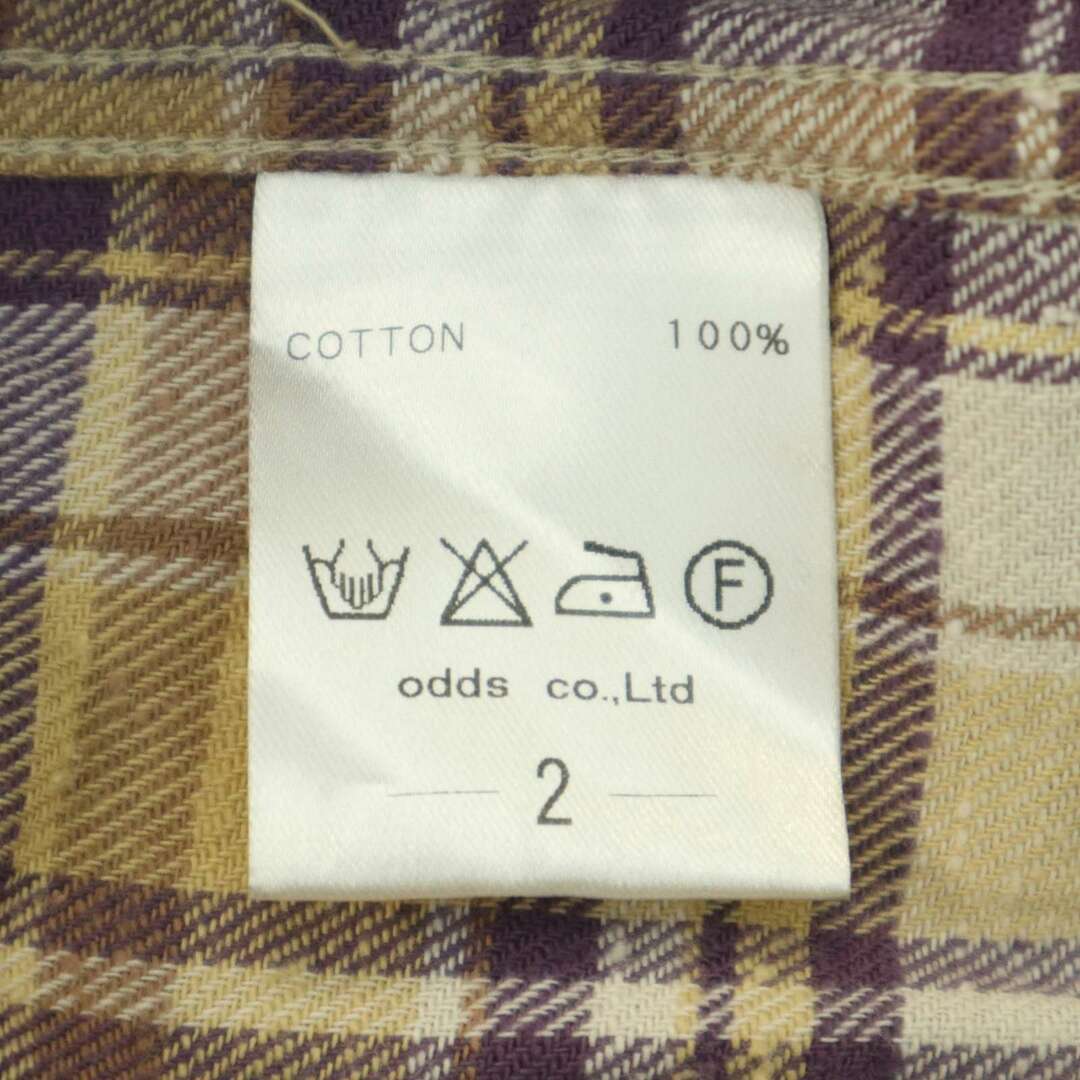 COTTON 100%
F
odds co.,Ltd
2